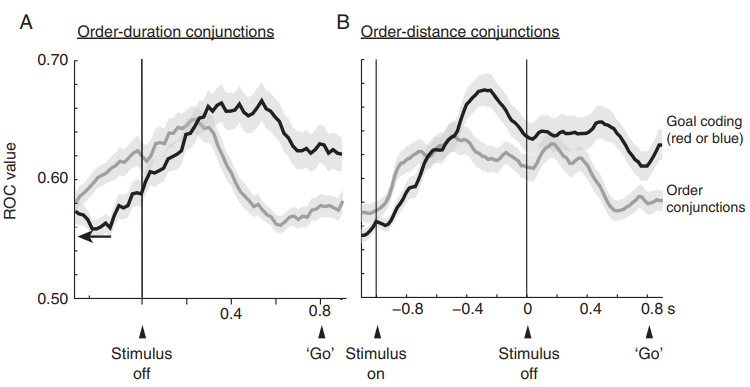 A
Order-duration conjunctions
B
Order-distance conjunctions
ROC value
0.70
0.60
0.50
0.4
0.8
−0.8
−0.4
0
0.4
0.8 s
Goal coding
(red or blue)
Order
conjunctions
Stimulus
off
‘Go’
Stimulus
on
Stimulus
off
‘Go’